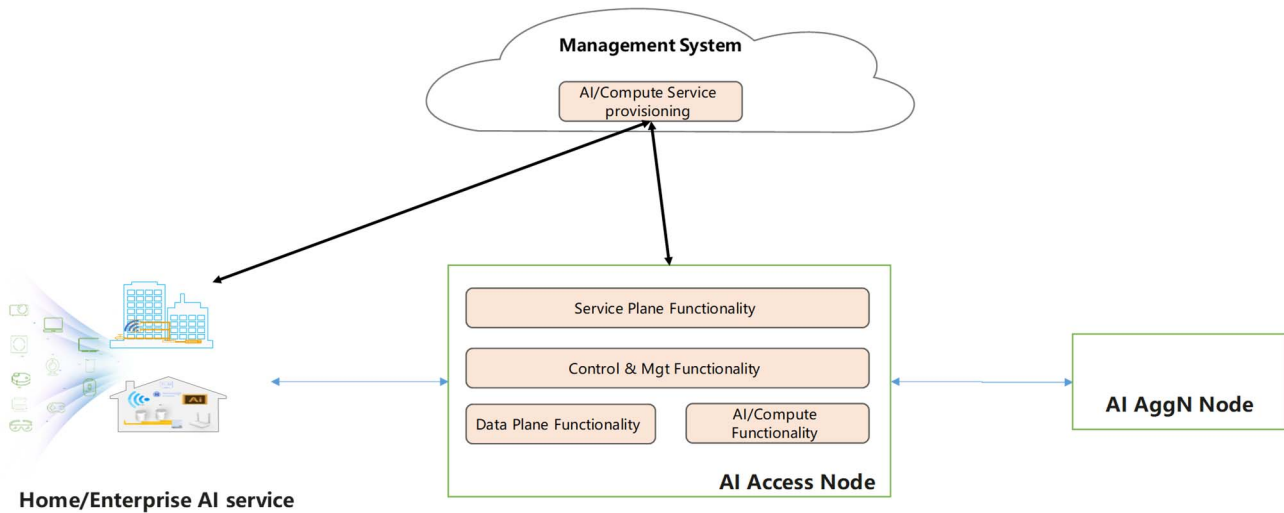 Management System
AI/Compute Service
provisioning
Service Plane Functionality
Control & Mgt Functionality
Data Plane Functionality
AI/Compute
Functionality
AI Access Node
AI AggN Node
Ai
Home/Enterprise AI service